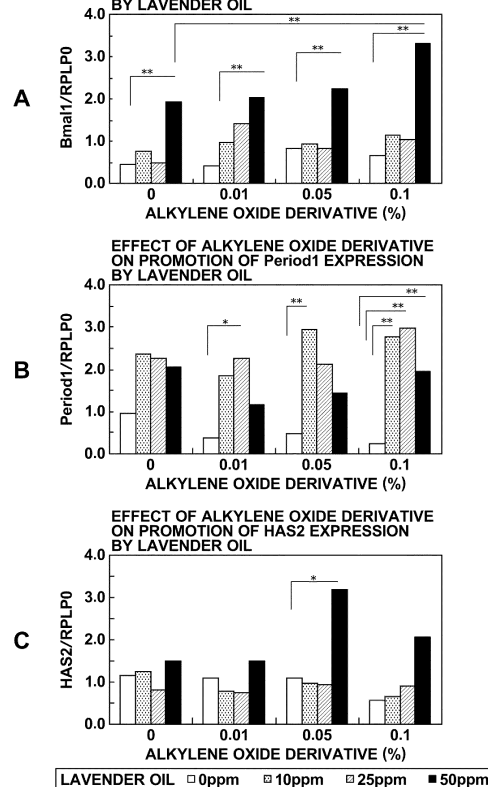 BY LAVENDER OIL
A
Bmal1/RPLP0
4.0
3.0
2.0
1.0
0.0
**
**
**
**
**
0 0.01 0.05 0.1
ALKYLENE OXIDE DERIVATIVE (%)
EFFECT OF ALKYLENE OXIDE DERIVATIVE
ON PROMOTION OF Period1 EXPRESSION
BY LAVENDER OIL
B
Period1/RPLP0
4.0
3.0
2.0
1.0
0.0
*
**
**
**
**
0 0.01 0.05 0.1
ALKYLENE OXIDE DERIVATIVE (%)
EFFECT OF ALKYLENE OXIDE DERIVATIVE
ON PROMOTION OF HAS2 EXPRESSION
BY LAVENDER OIL
C
HAS2/RPLP0
4.0
3.0
2.0
1.0
0.0
*
0 0.01 0.05 0.1
ALKYLENE OXIDE DERIVATIVE (%)
LAVENDER OIL 0ppm 10ppm 25ppm 50ppm